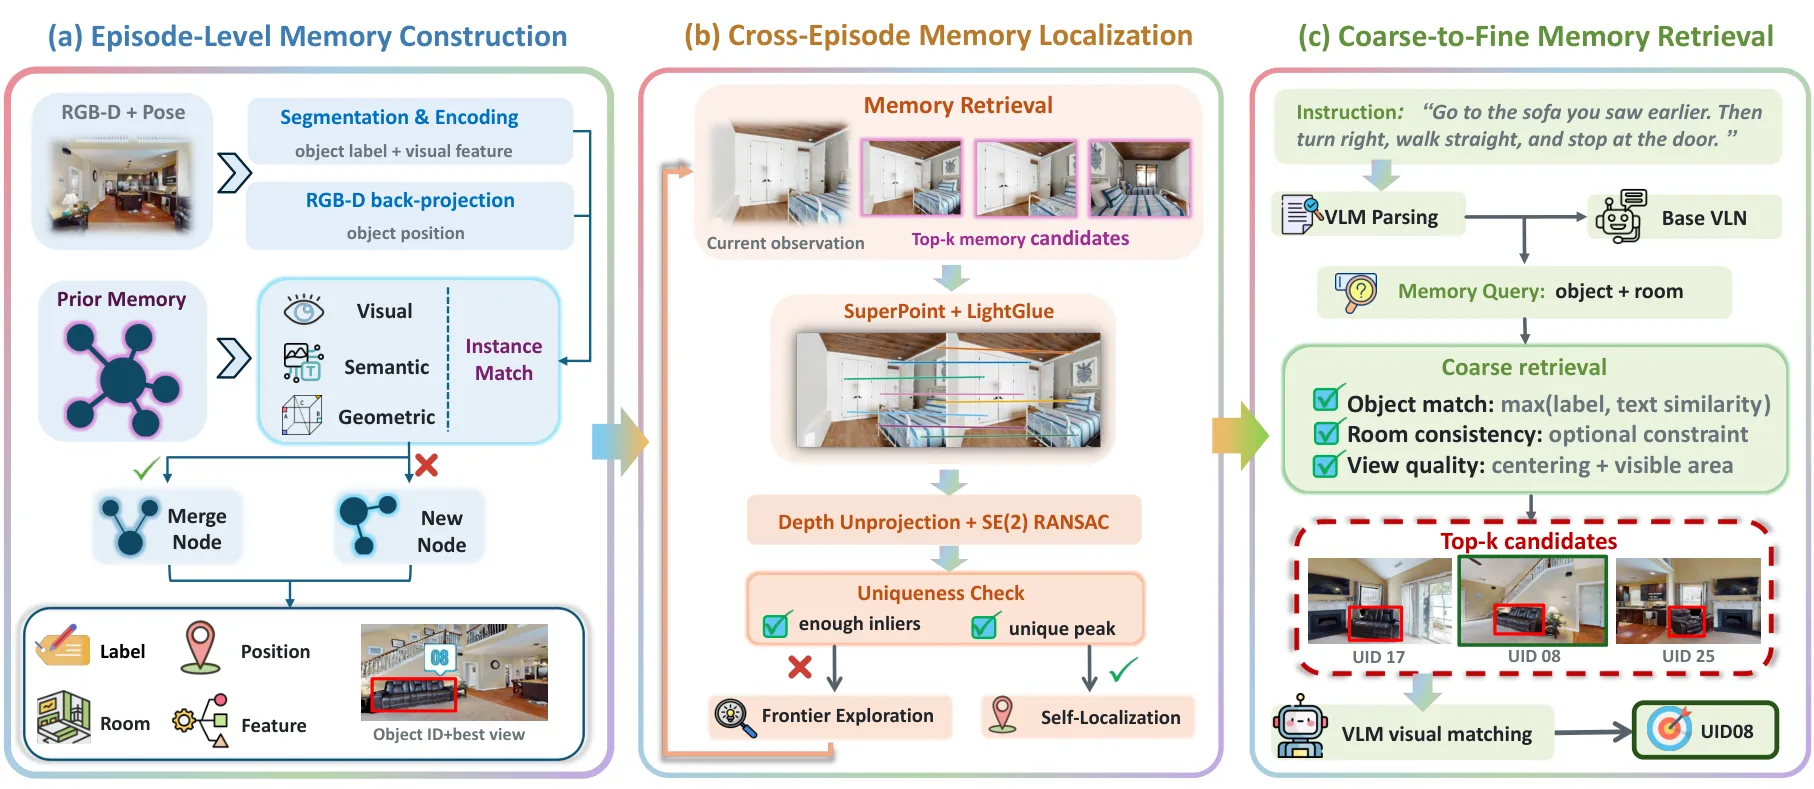 (a) Episode-Level Memory Construction
RGB-D + Pose
Segmentation & Encoding
object label + visual feature
RGB-D back-projection
object position
Prior Memory
Visual
Semantic
Geometric
Instance
Match
Merge
Node
New
Node
Label
Position
Room
Feature
08
Object ID+best view
(b) Cross-Episode Memory Localization
Memory Retrieval
Current observation
Top-k memory candidates
SuperPoint + LightGlue
Depth Unprojection + SE(2) RANSAC
Uniqueness Check
enough inliers
unique peak
Frontier Exploration
Self-Localization
(c) Coarse-to-Fine Memory Retrieval
Instruction: “Go to the sofa you saw earlier. Then
turn right, walk straight, and stop at the door. ”
VLM Parsing
Base VLN
Memory Query: object + room
Coarse retrieval
Object match: max(label, text similarity)
Room consistency: optional constraint
View quality: centering + visible area
Top-k candidates
UID 17
UID 08
UID 25
VLM visual matching
UID08